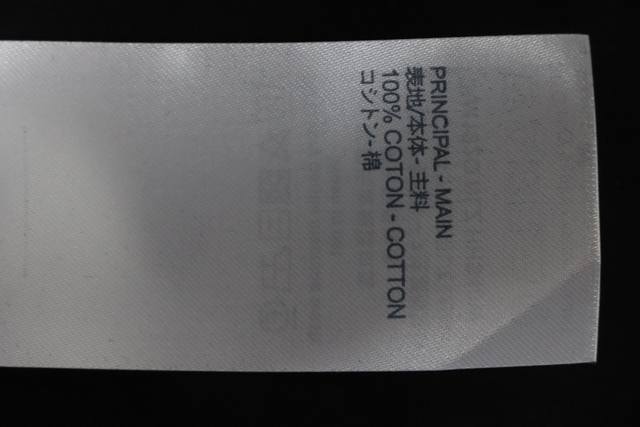 PRINCIPAL - MAIN
表地/本体- 主料
100% COTON - COTTON
コットン- 棉